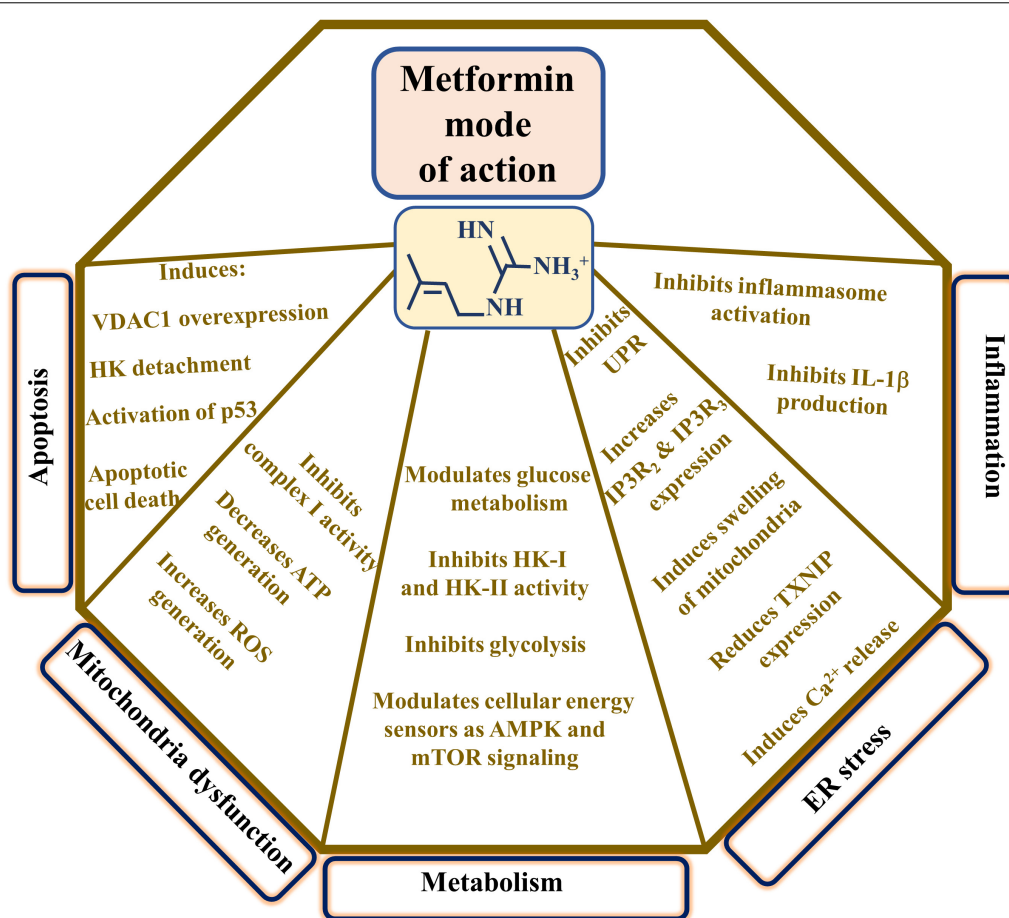 Metformin
mode
of action
HN
NH₃⁺
NH
Apoptosis
Induces:
VDAC1 overexpression
HK detachment
Activation of p53
Apoptotic
cell death
Mitochondria dysfunction
Inhibits
complex I activity
Decreases ATP
generation
Increases ROS
generation
Metabolism
Modulates glucose
metabolism
Inhibits HK-I
and HK-II activity
Inhibits glycolysis
Modulates cellular energy
sensors as AMPK and
mTOR signaling
ER stress
Inhibits
UPR
Increases
IP3R₂ & IP3R₃
expression
Induces swelling
of mitochondria
Reduces TXNIP
expression
Induces Ca²⁺ release
Inflammation
Inhibits inflammasome
activation
Inhibits IL-1β
production